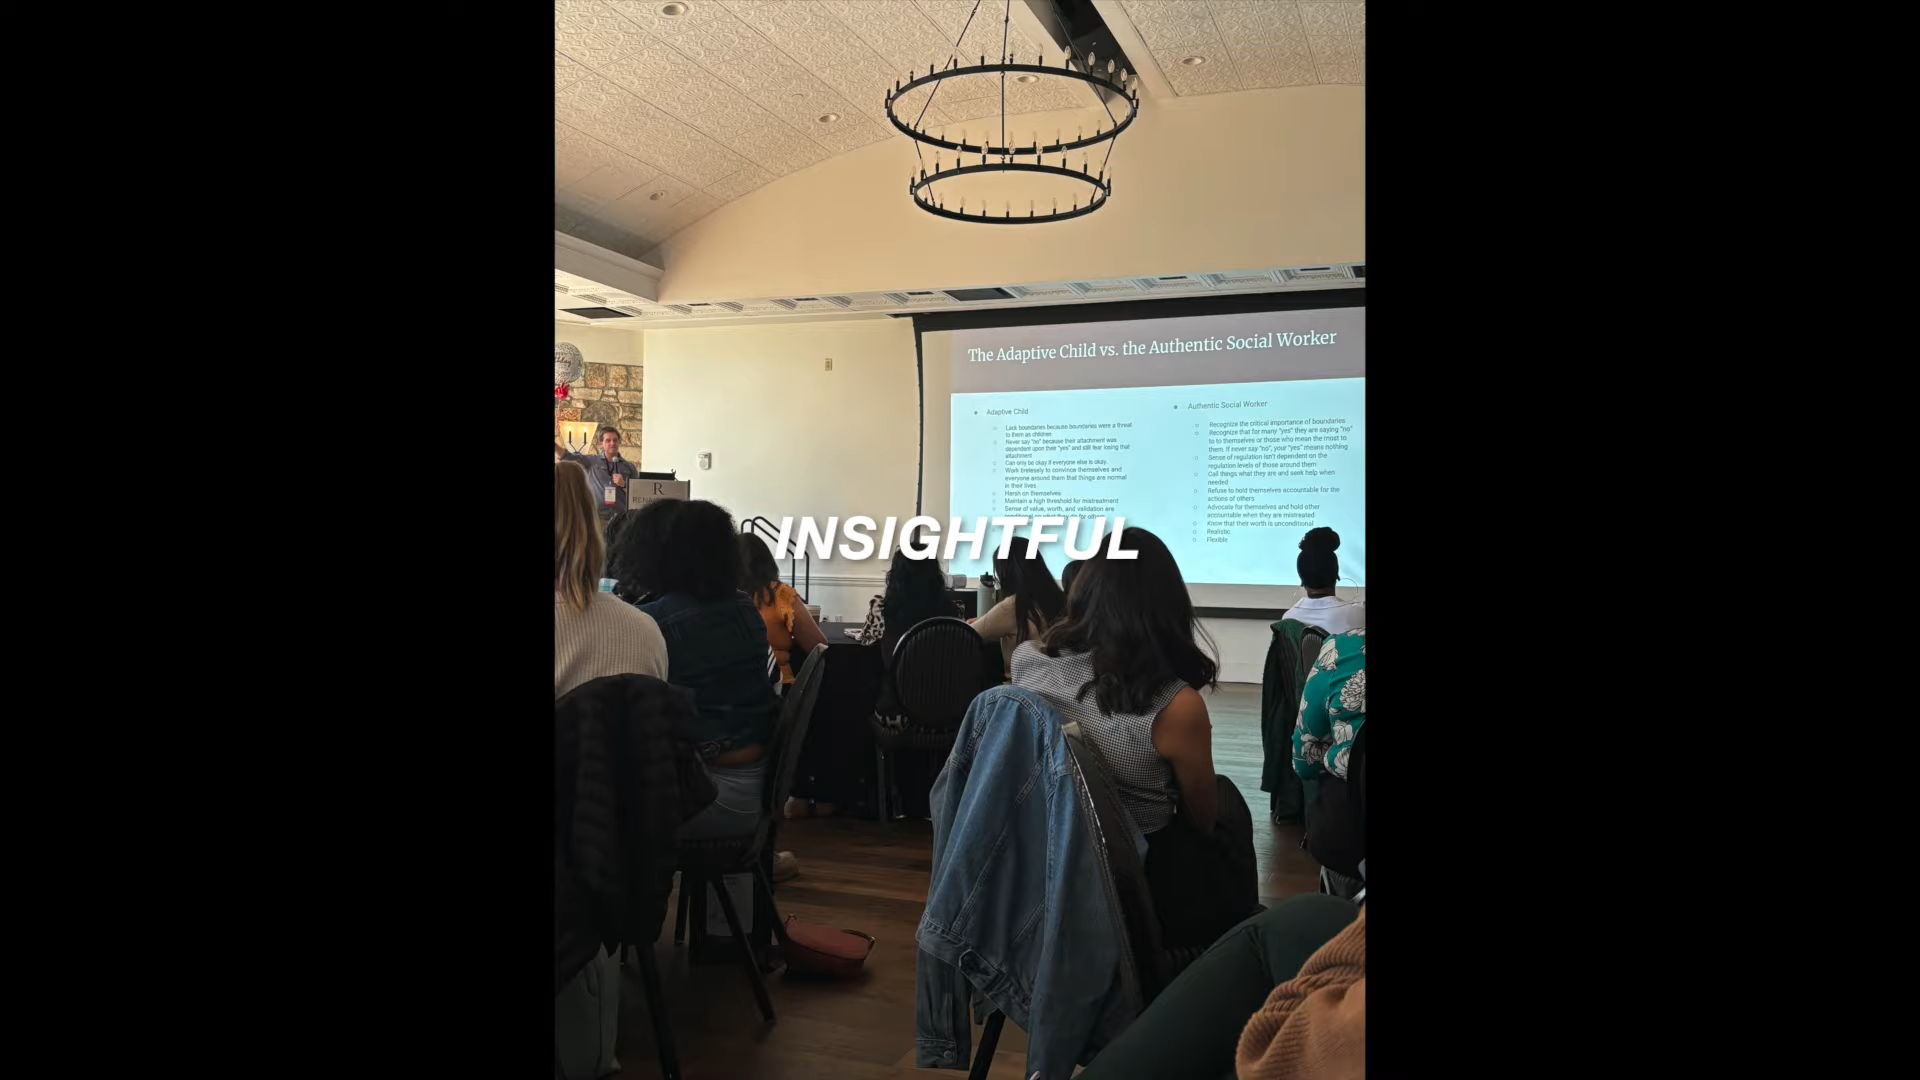 The Adaptive Child vs. the Authentic Social Worker
Adaptive Child
Lack boundaries because boundaries were a threat
to them as children
Never say "no" because their attachment was
dependent upon their "yes" and still fear losing that
attachment
Can only be okay if everyone else is okay.
Work tirelessly to convince themselves and
everyone around them that things are normal
in their lives
Harsh on themselves
Maintain a high threshold for mistreatment
Sense of value, worth, and validation are
conditional on what they do for others
Authentic Social Worker
Recognize the critical importance of boundaries
Recognize that for many "yes" they are saying "no"
to to themselves or those who mean the most to
them. If never say "no", your "yes" means nothing
Sense of regulation isn't dependent on the
regulation levels of those around them
Call things what they are and seek help when
needed
Refuse to hold themselves accountable for the
actions of others
Advocate for themselves and hold other
accountable when they are mistreated
Know that their worth is unconditional
Realistic
Flexible
R
INSIGHTFUL